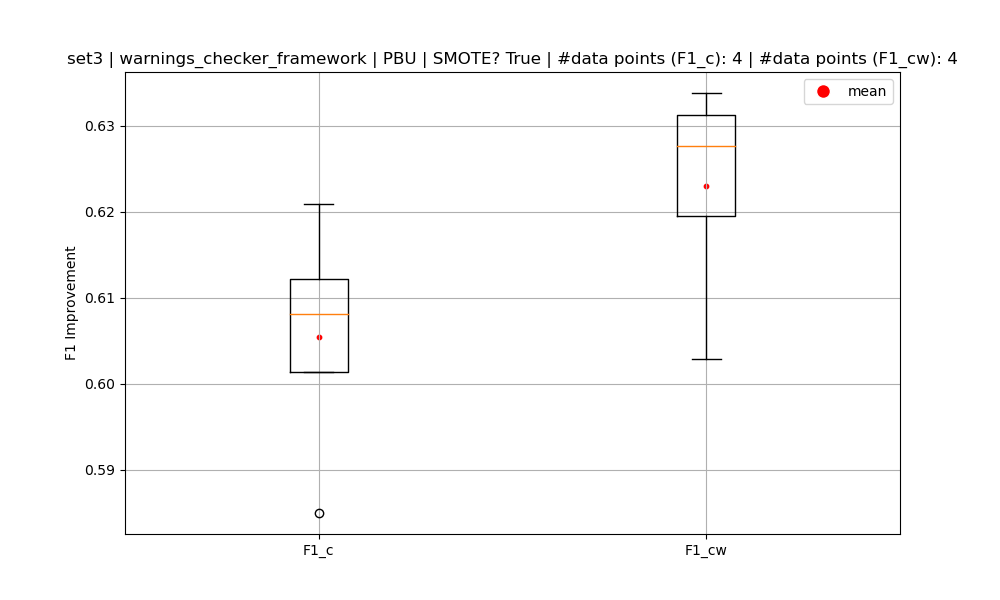 set3 | warnings_checker_framework | PBU | SMOTE? True | #data points (F1_c): 4 | #data points (F1_cw): 4
mean
0.63
0.62
0.61
0.60
0.59
F1 Improvement
F1_c
F1_cw